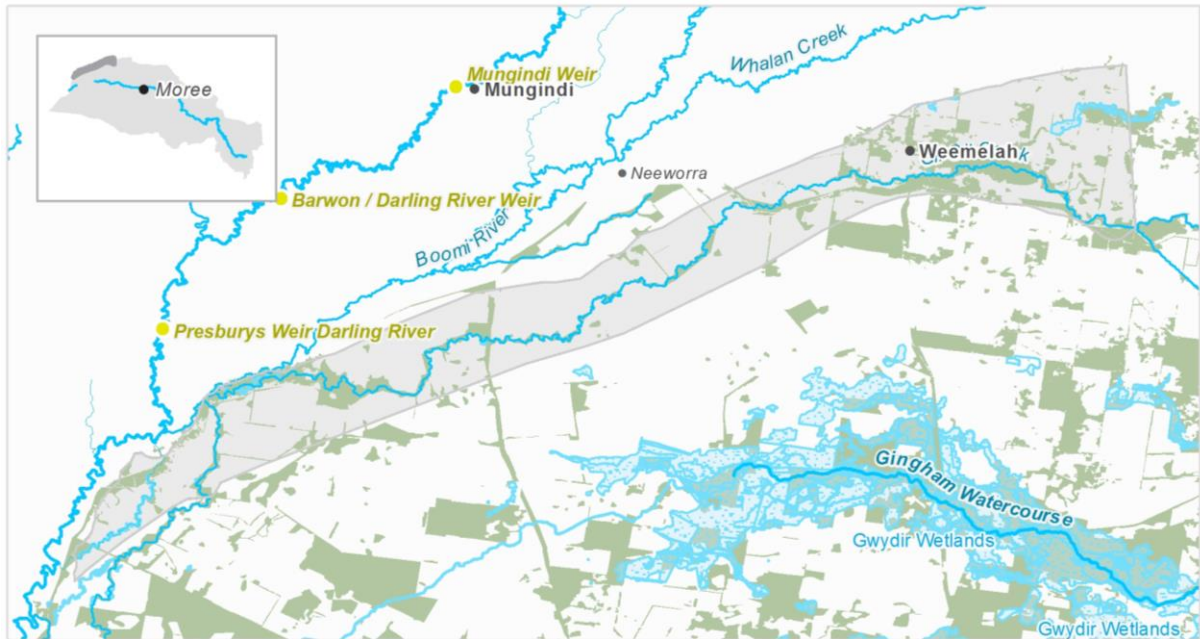 Moree
Mungindi Weir
Mungindi
Whalan Creek
Weemelah
Neeworra
Barwon / Darling River Weir
Boomi River
Presburys Weir Darling River
Gingham Watercourse
Gwydir Wetlands
Gwydir Wetlands